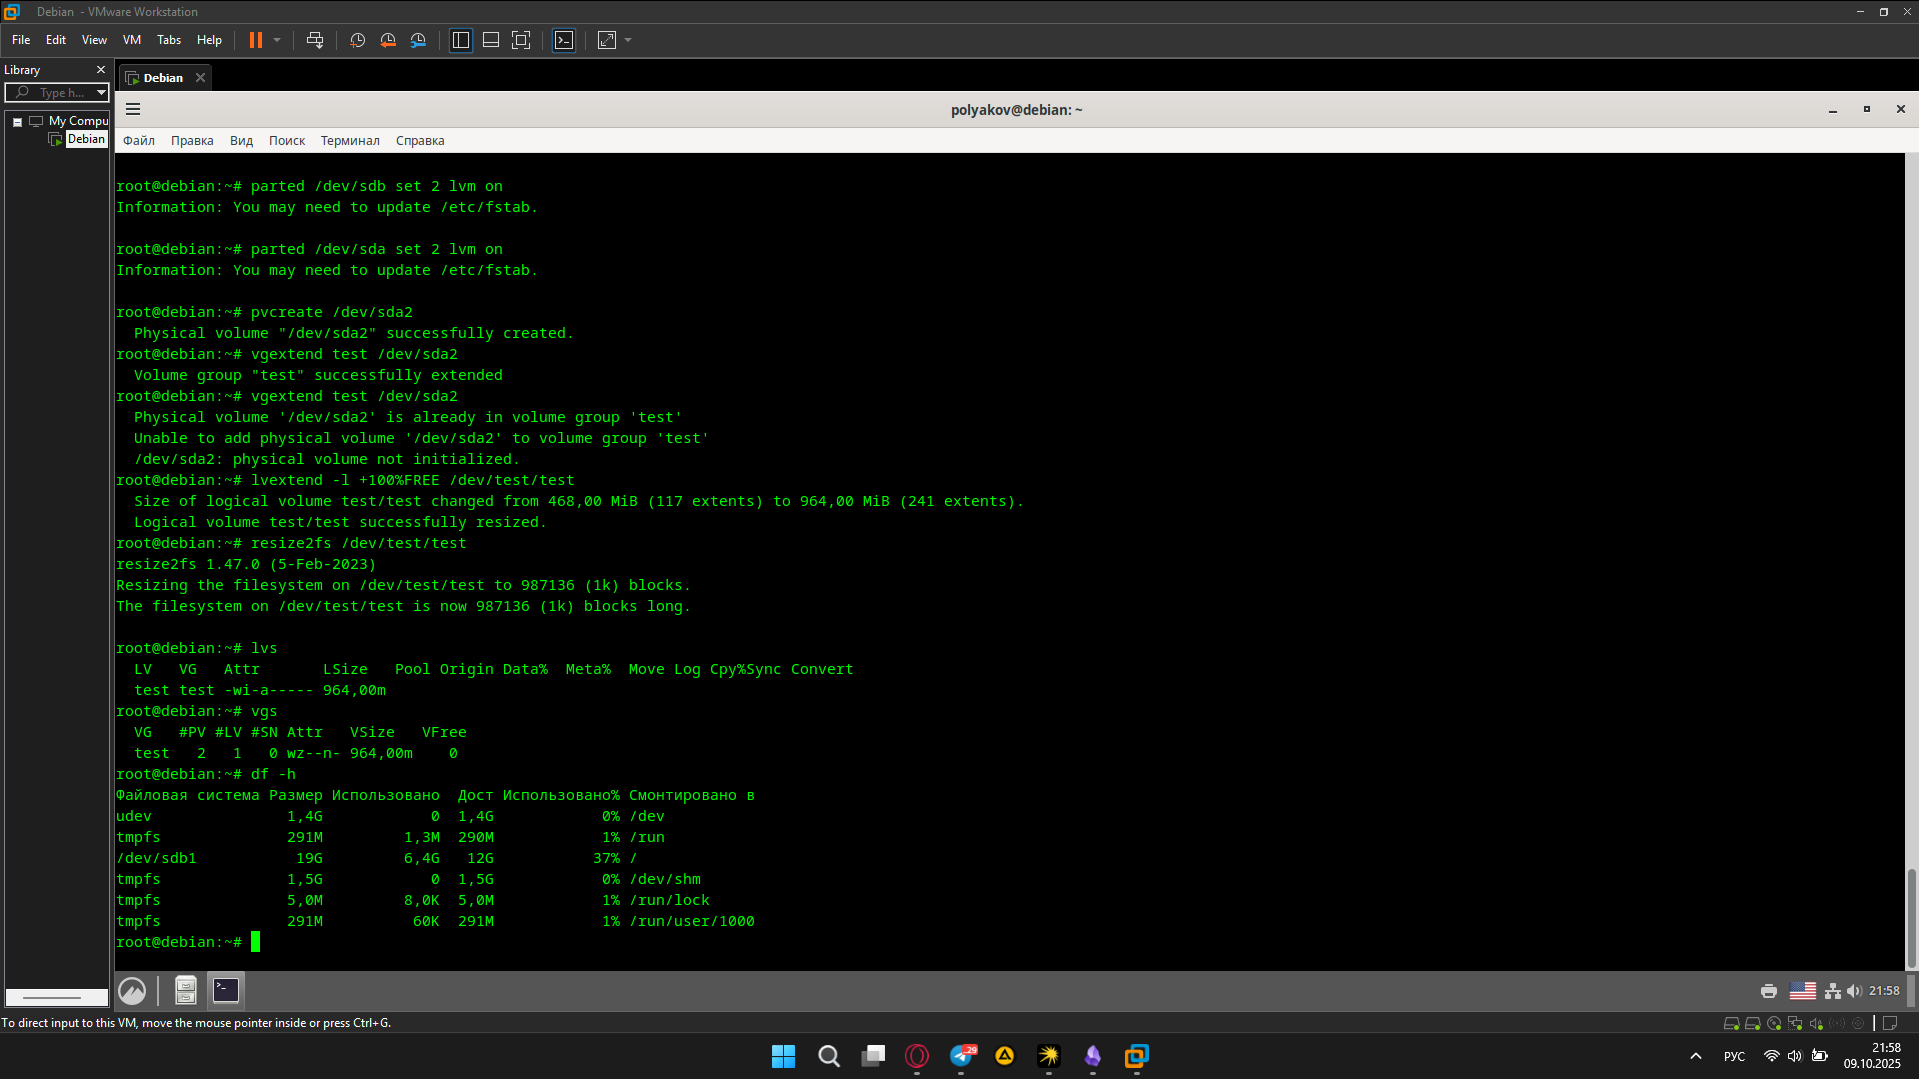 Debian - VMware Workstation
File Edit View VM Tabs Help
Library
Debian
Type h...
My Compu
Debian
polyakov@debian: ~
Файл Правка Вид Поиск Терминал Справка
root@debian:~# parted /dev/sdb set 2 lvm on
Information: You may need to update /etc/fstab.
root@debian:~# parted /dev/sda set 2 lvm on
Information: You may need to update /etc/fstab.
root@debian:~# pvcreate /dev/sda2
Physical volume "/dev/sda2" successfully created.
root@debian:~# vgextend test /dev/sda2
Volume group "test" successfully extended
root@debian:~# vgextend test /dev/sda2
Physical volume '/dev/sda2' is already in volume group 'test'
Unable to add physical volume '/dev/sda2' to volume group 'test'
/dev/sda2: physical volume not initialized.
root@debian:~# lvextend -l +100%FREE /dev/test/test
Size of logical volume test/test changed from 468,00 MiB (117 extents) to 964,00 MiB (241 extents).
Logical volume test/test successfully resized.
root@debian:~# resize2fs /dev/test/test
resize2fs 1.47.0 (5-Feb-2023)
Resizing the filesystem on /dev/test/test to 987136 (1k) blocks.
The filesystem on /dev/test/test is now 987136 (1k) blocks long.
root@debian:~# lvs
LV VG Attr LSize Pool Origin Data% Meta% Move Log Cpy%Sync Convert
test test -wi-a----- 964,00m
root@debian:~# vgs
VG #PV #LV #SN Attr VSize VFree
test 2 1 0 wz--n- 964,00m 0
root@debian:~# df -h
Файловая система Размер Использовано Дост Использовано% Смонтировано в
udev 1,4G 0 1,4G 0% /dev
tmpfs 291M 1,3M 290M 1% /run
/dev/sdb1 19G 6,4G 12G 37% /
tmpfs 1,5G 0 1,5G 0% /dev/shm
tmpfs 5,0M 8,0K 5,0M 1% /run/lock
tmpfs 291M 60K 291M 1% /run/user/1000
root@debian:~#
21:58
To direct input to this VM, move the mouse pointer inside or press Ctrl+G.
29
РУС
21:58
09.10.2025